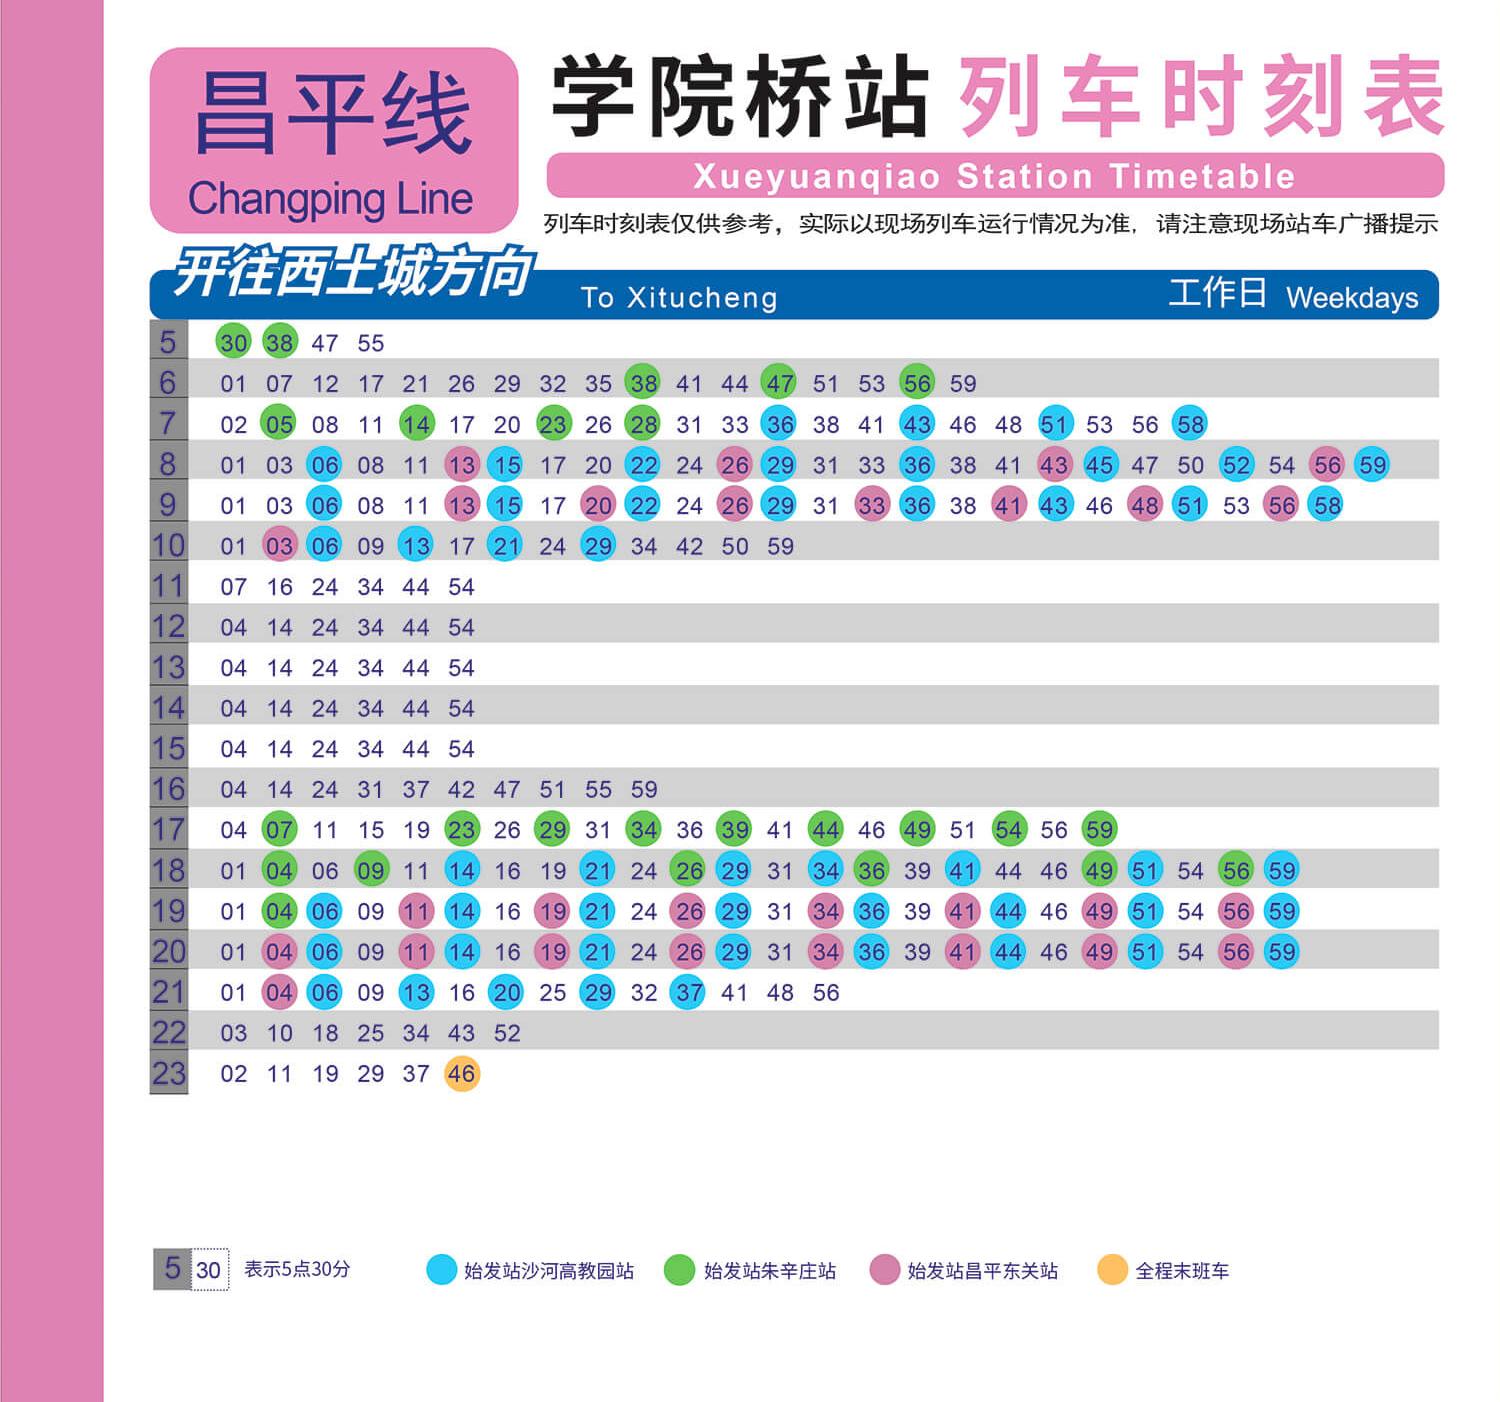 昌平线
Changping Line
学院桥站 列车时刻表
Xueyuanqiao Station Timetable
列车时刻表仅供参考，实际以现场列车运行情况为准，请注意现场站车广播提示
开往西土城方向 To Xitucheng 工作日 Weekdays
5 30 38 47 55
6 01 07 12 17 21 26 29 32 35 38 41 44 47 51 53 56 59
7 02 05 08 11 14 17 20 23 26 28 31 33 36 38 41 43 46 48 51 53 56 58
8 01 03 06 08 11 13 15 17 20 22 24 26 29 31 33 36 38 41 43 45 47 50 52 54 56 59
9 01 03 06 08 11 13 15 17 20 22 24 26 29 31 33 36 38 41 43 46 48 51 53 56 58
10 01 03 06 09 13 17 21 24 29 34 42 50 59
11 07 16 24 34 44 54
12 04 14 24 34 44 54
13 04 14 24 34 44 54
14 04 14 24 34 44 54
15 04 14 24 34 44 54
16 04 14 24 31 37 42 47 51 55 59
17 04 07 11 15 19 23 26 29 31 34 36 39 41 44 46 49 51 54 56 59
18 01 04 06 09 11 14 16 19 21 24 26 29 31 34 36 39 41 44 46 49 51 54 56 59
19 01 04 06 09 11 14 16 19 21 24 26 29 31 34 36 39 41 44 46 49 51 54 56 59
20 01 04 06 09 11 14 16 19 21 24 26 29 31 34 36 39 41 44 46 49 51 54 56 59
21 01 04 06 09 13 16 20 25 29 32 37 41 48 56
22 03 10 18 25 34 43 52
23 02 11 19 29 37 46
5 30 表示5点30分 始发站沙河高教园站 始发站朱辛庄站 始发站昌平东关站 全程末班车